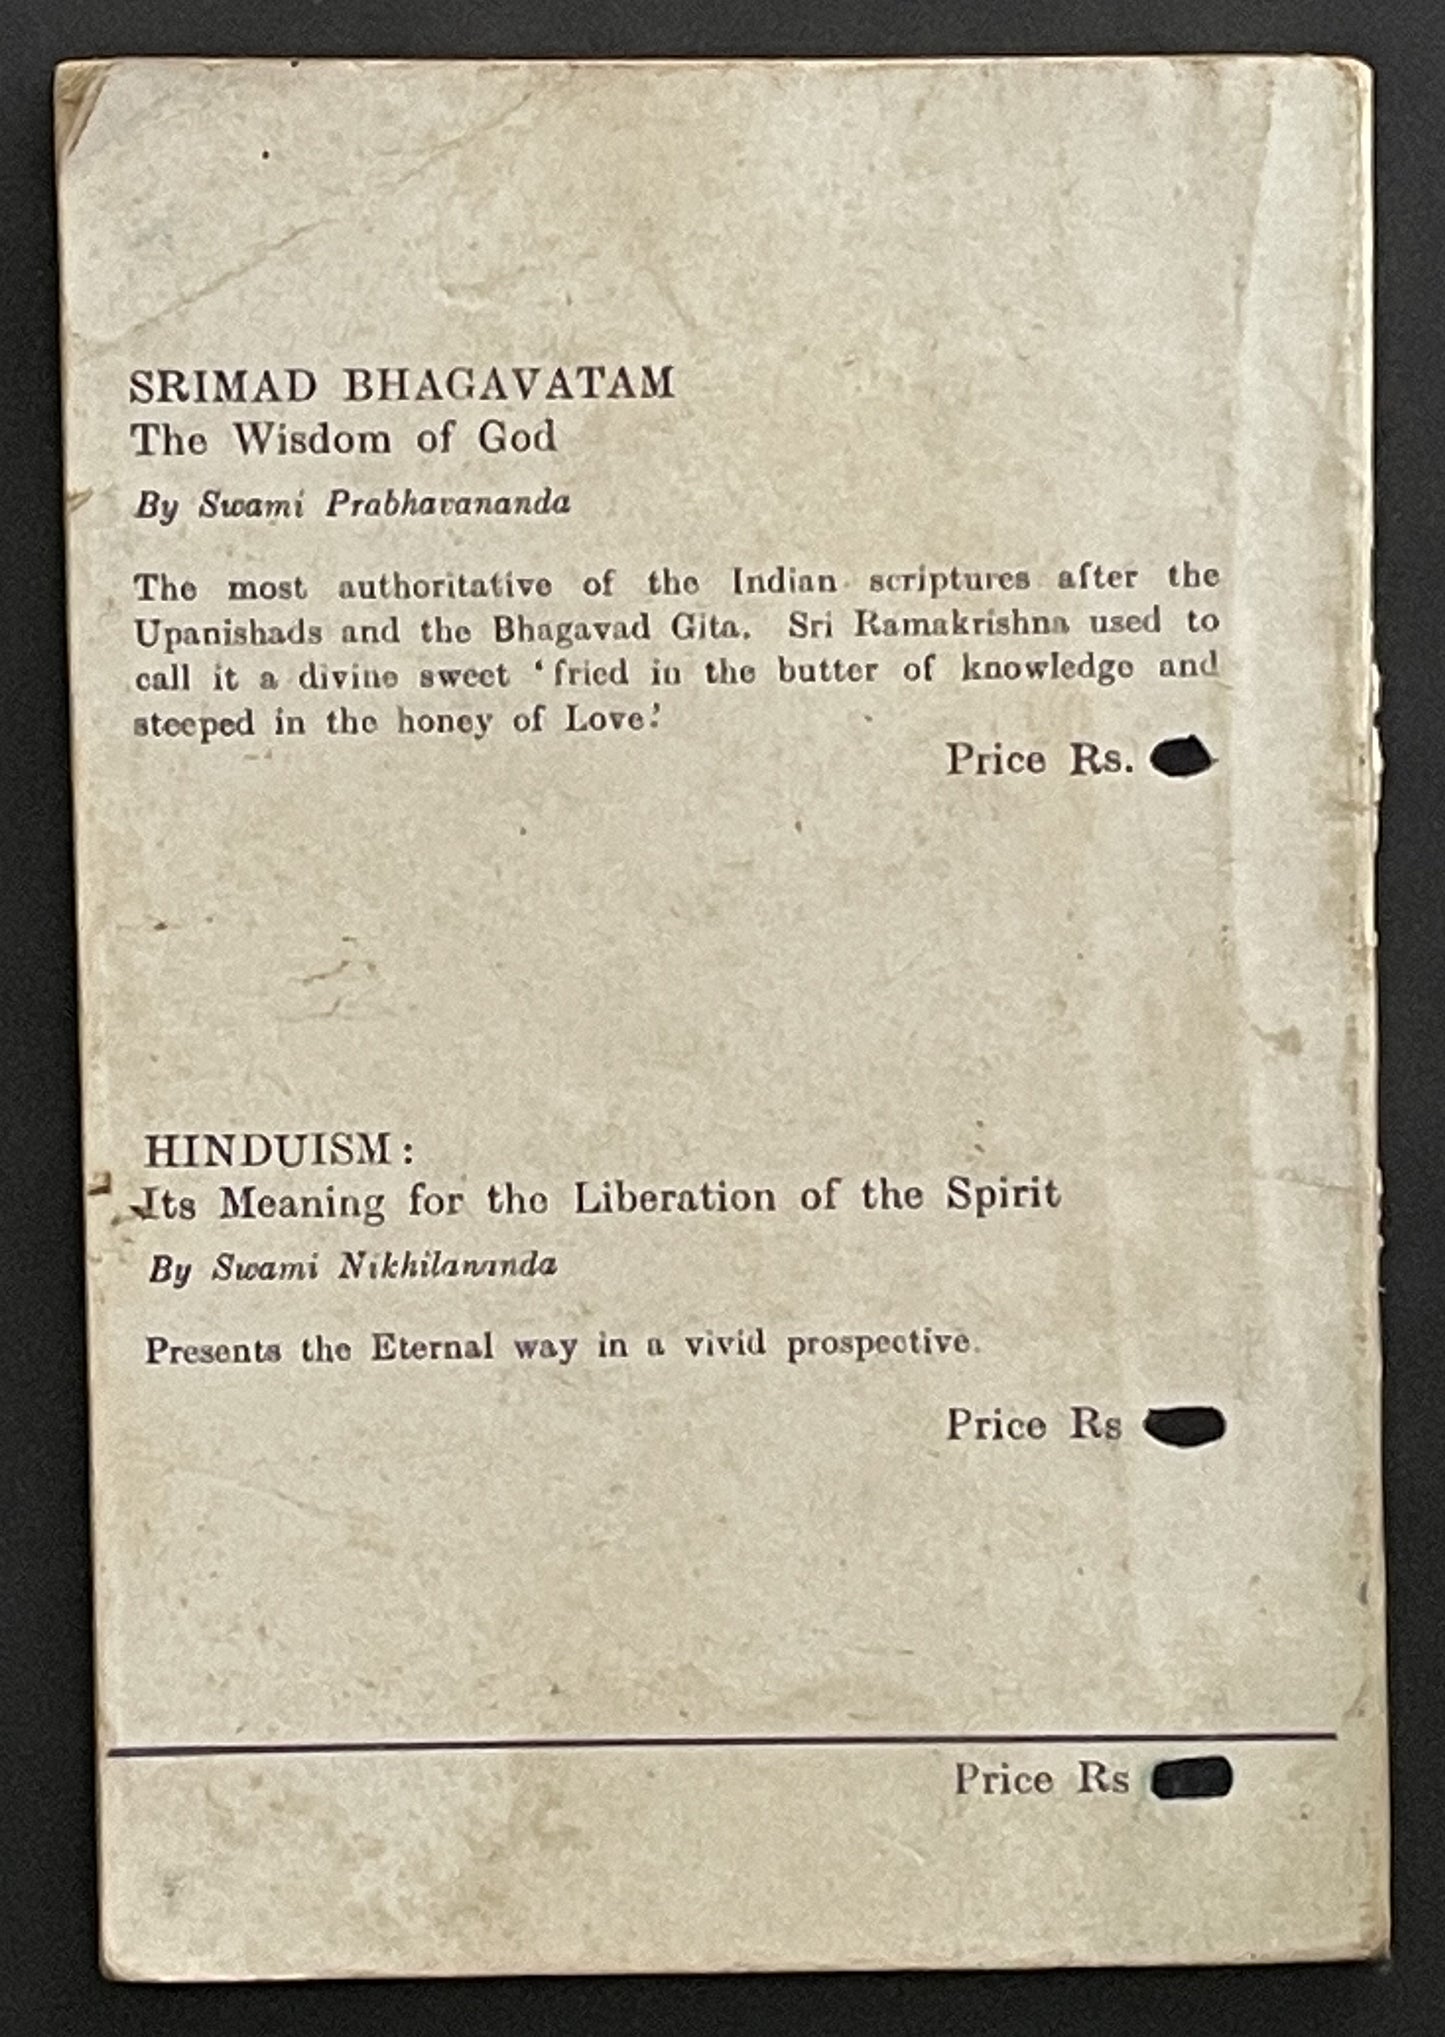 SRIMAD BHAGAVATAM
The Wisdom of God
By Swami Prabhavananda
The most authoritative of the Indian scriptures after the
Upanishads and the Bhagavad Gita. Sri Ramakrishna used to
call it a divine sweet ‘fried in the butter of knowledge and
steeped in the honey of Love.’
Price Rs.
HINDUISM:
Its Meaning for the Liberation of the Spirit
By Swami Nikhilananda
Presents the Eternal way in a vivid prospective.
Price Rs
Price Rs